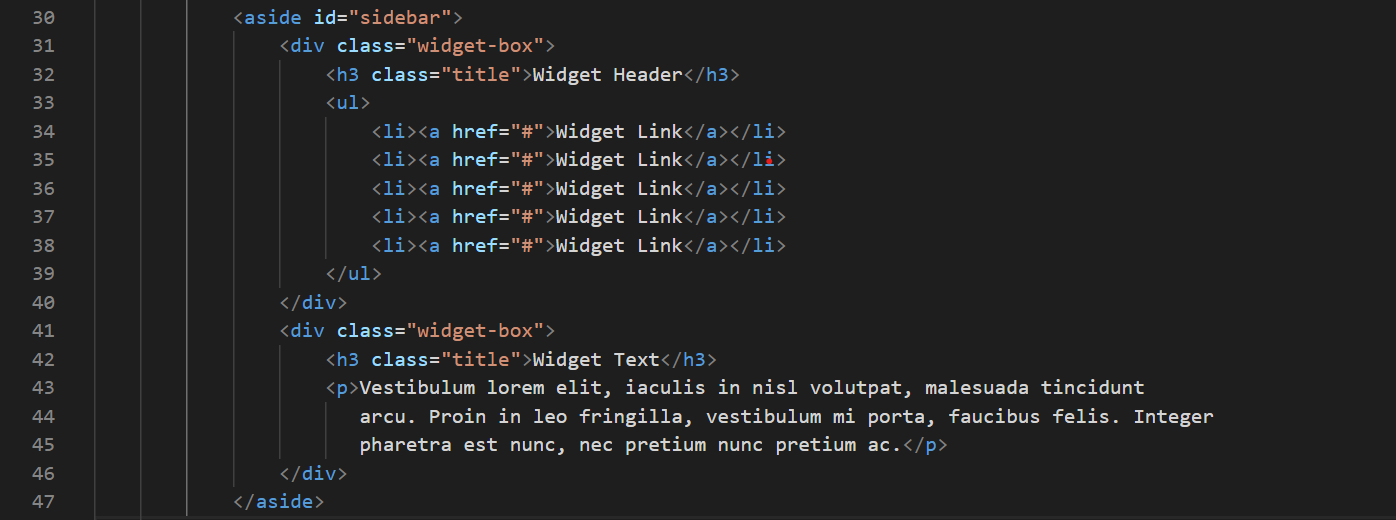 30 <aside id="sidebar">
31 <div class="widget-box">
32 <h3 class="title">Widget Header</h3>
33 <ul>
34 <li><a href="#">Widget Link</a></li>
35 <li><a href="#">Widget Link</a></li>
36 <li><a href="#">Widget Link</a></li>
37 <li><a href="#">Widget Link</a></li>
38 <li><a href="#">Widget Link</a></li>
39 </ul>
40 </div>
41 <div class="widget-box">
42 <h3 class="title">Widget Text</h3>
43 <p>Vestibulum lorem elit, iaculis in nisl volutpat, malesuada tincidunt
44 arcu. Proin in leo fringilla, vestibulum mi porta, faucibus felis. Integer
45 pharetra est nunc, nec pretium nunc pretium ac.</p>
46 </div>
47 </aside>